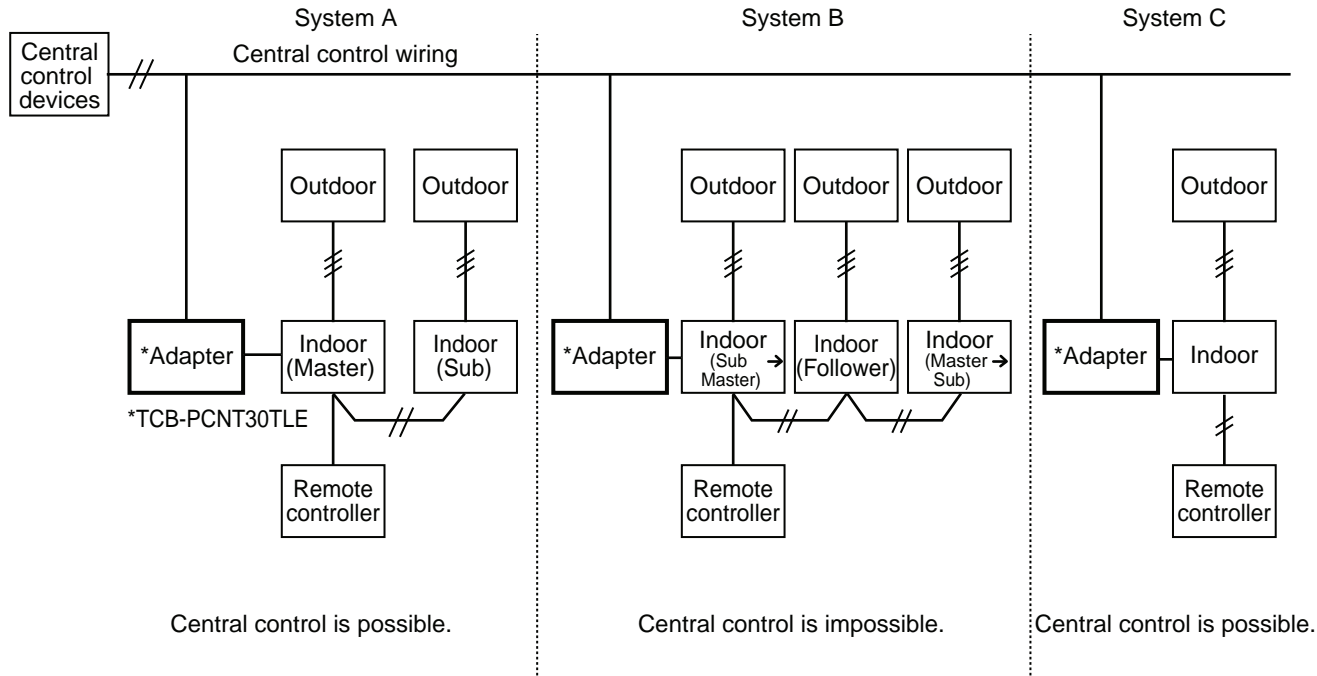 System A
System B
System C
Central
control
devices
Central control wiring
Outdoor
Outdoor
Outdoor
Outdoor
Outdoor
Outdoor
*Adapter
Indoor
(Master)
Indoor
(Sub)
*Adapter
Indoor
(Sub →
Master)
Indoor
(Follower)
Indoor
(Master →
Sub)
*Adapter
Indoor
*TCB-PCNT30TLE
Remote
controller
Remote
controller
Remote
controller
Central control is possible.
Central control is impossible.
Central control is possible.